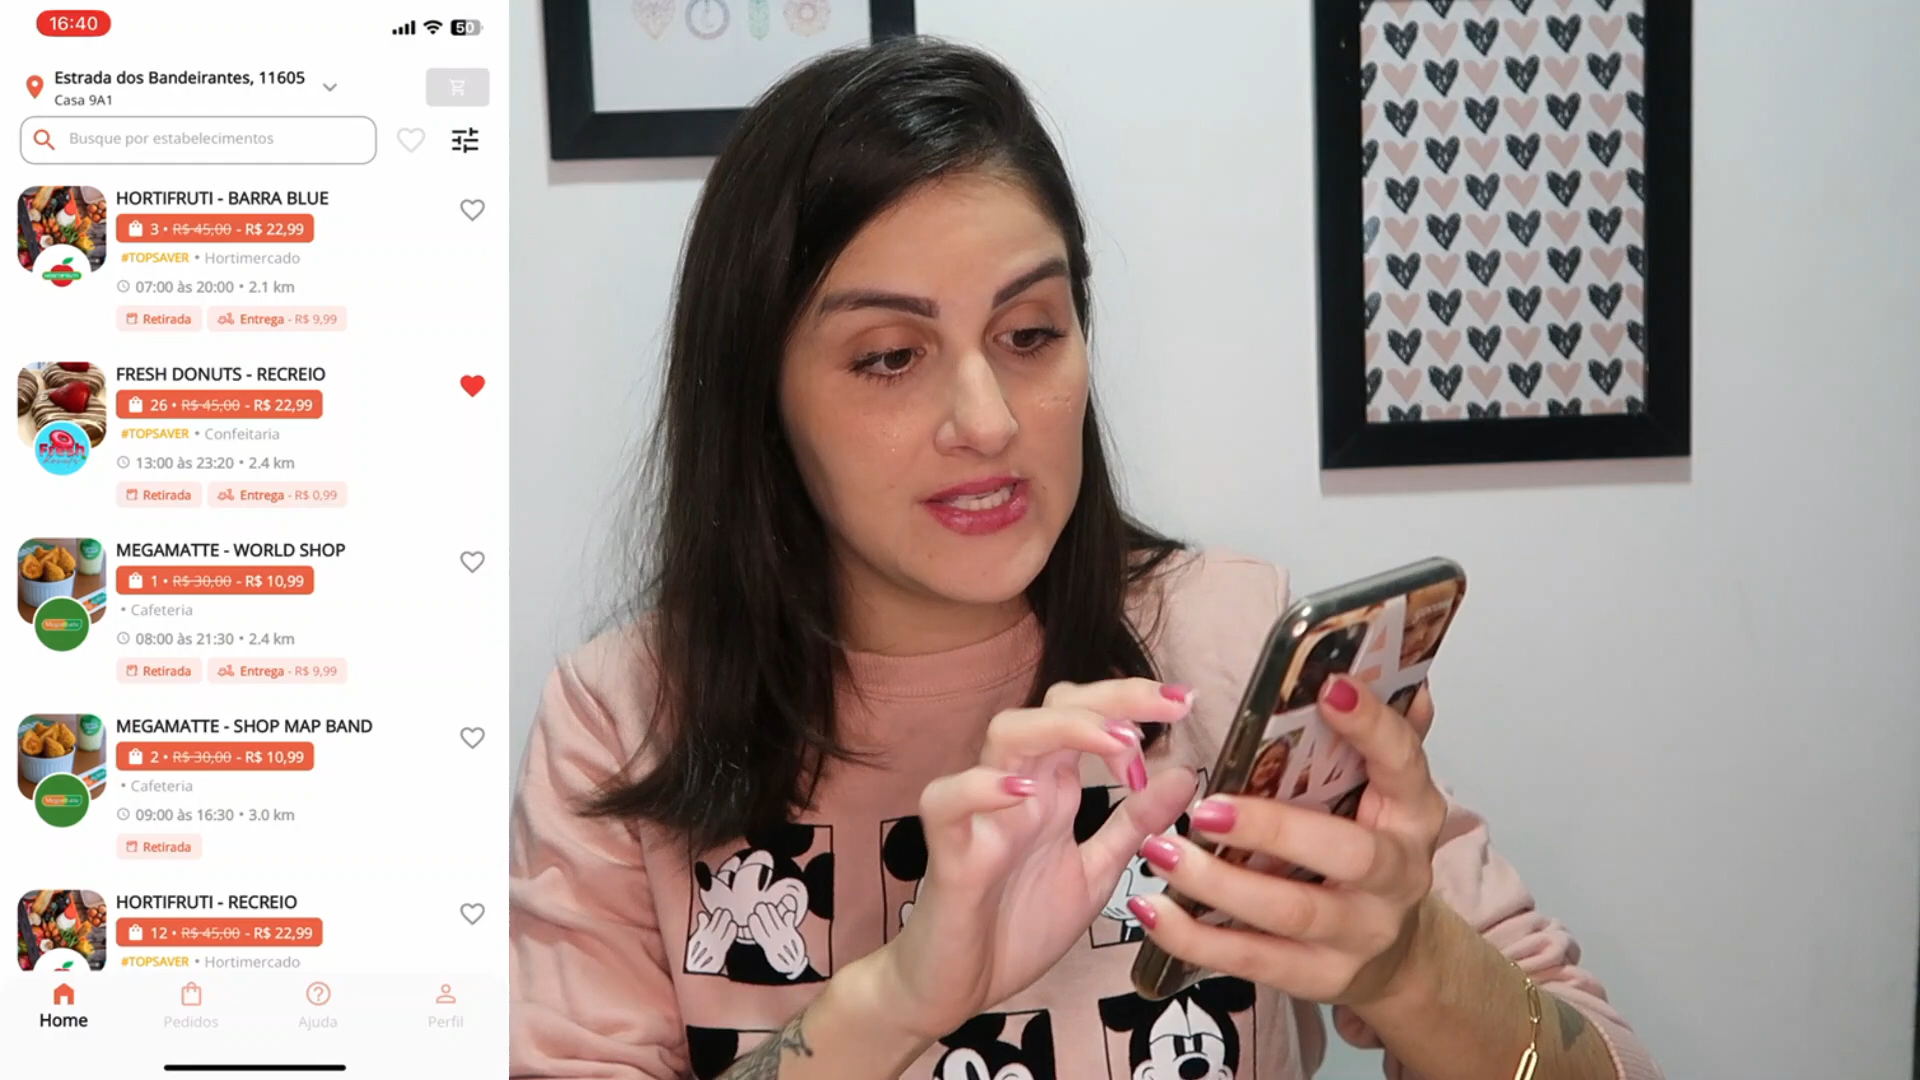 16:40
50
Estrada dos Bandeirantes, 11605
Casa 9A1
Busque por estabelecimentos
HORTIFRUTI - BARRA BLUE
3 • R$ 45,00 - R$ 22,99
#TOPSAVER • Hortimercado
07:00 às 20:00 • 2.1 km
Retirada
Entrega - R$ 9,99
FRESH DONUTS - RECREIO
26 • R$ 45,00 - R$ 22,99
#TOPSAVER • Confeitaria
Fresh
13:00 às 23:20 • 2.4 km
Retirada
Entrega - R$ 0,99
MEGAMATTE - WORLD SHOP
1 • R$ 30,00 - R$ 10,99
• Cafeteria
08:00 às 21:30 • 2.4 km
Retirada
Entrega - R$ 9,99
MEGAMATTE - SHOP MAP BAND
2 • R$ 30,00 - R$ 10,99
• Cafeteria
09:00 às 16:30 • 3.0 km
Retirada
HORTIFRUTI - RECREIO
12 • R$ 45,00 - R$ 22,99
#TOPSAVER • Hortimercado
Home
Pedidos
Ajuda
Perfil